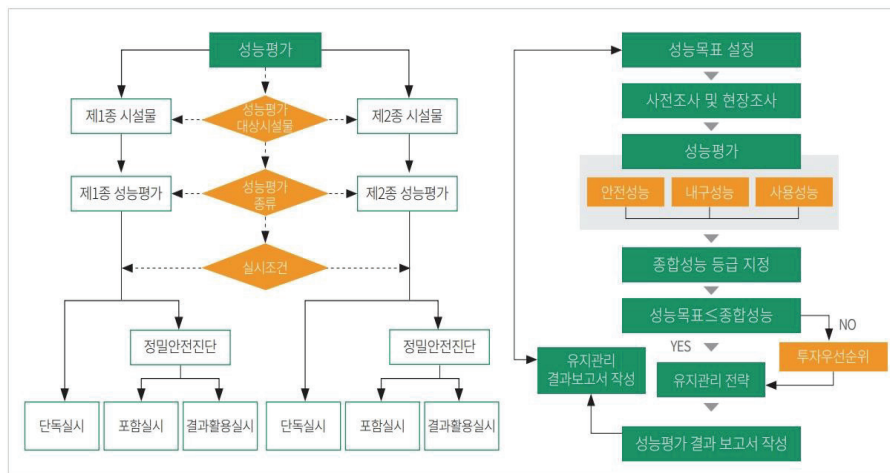 성능평가
제1종 시설물
성능평가
대상시설물
제2종 시설물
제1종 성능평가
성능평가
종류
제2종 성능평가
실시조건
정밀안전진단
정밀안전진단
단독실시
포함실시
결과활용실시
단독실시
포함실시
결과활용실시
성능목표 설정
사전조사 및 현장조사
성능평가
안전성능
내구성능
사용성능
종합성능 등급 지정
성능목표≤종합성능
NO
YES
투자우선순위
유지관리
결과보고서 작성
유지관리 전략
성능평가 결과 보고서 작성